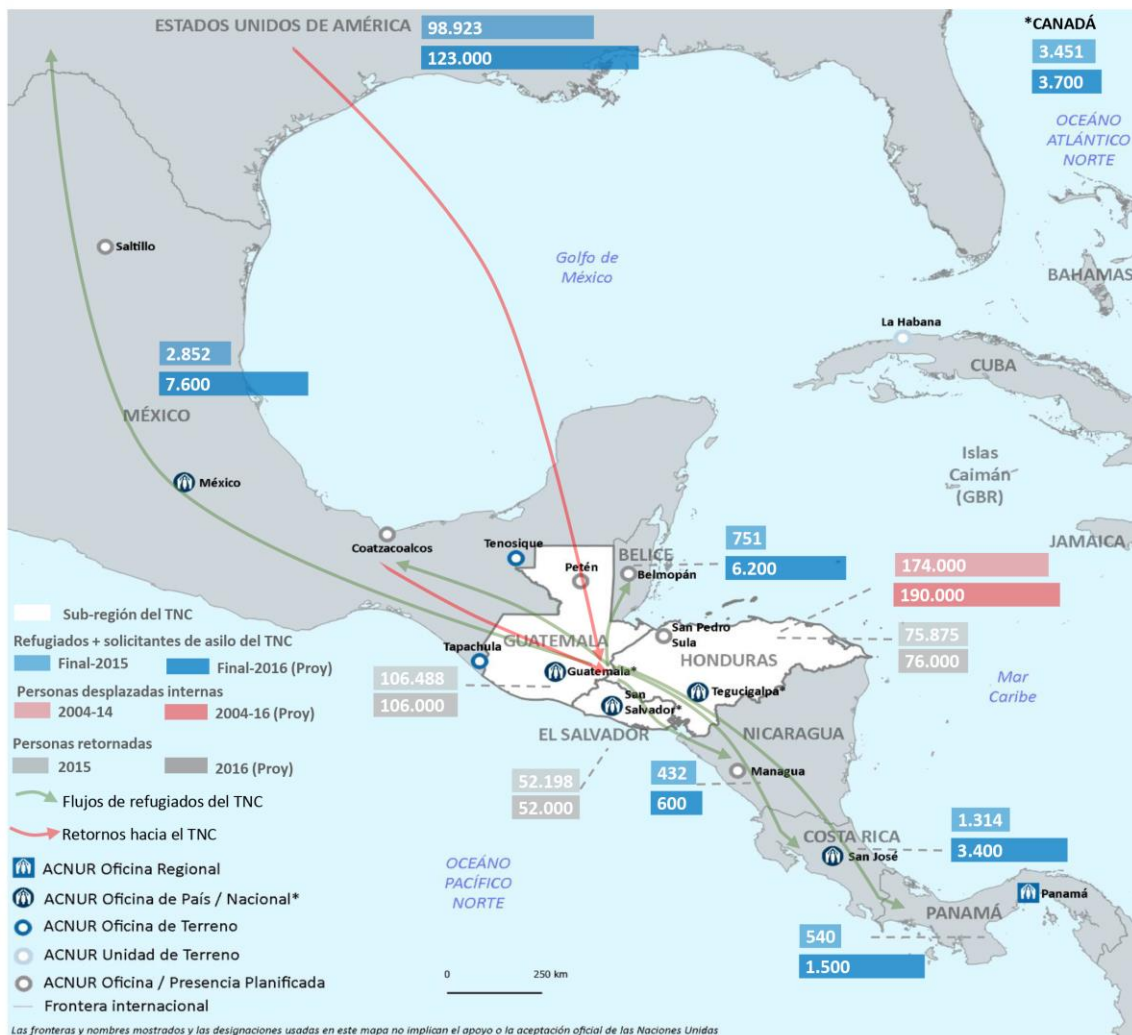 ESTADOS UNIDOS DE AMÉRICA
98.923
123.000
*CANADÁ
3.451
3.700
OCEÁNO
ATLÁNTICO
NORTE
Saltillo
Golfo de
México
BAHAMAS
La Habana
CUBA
2.852
7.600
MÉXICO
México
Islas
Caimán
(GBR)
JAMAICA
Coatzacoalcos
Tenosique
Petén
BELICE
Belmopán
751
6.200
174.000
190.000
San Pedro
Sula
75.875
76.000
Tapachula
GUATEMALA
Guatemala*
HONDURAS
Tegucigalpa*
106.488
106.000
San
Salvador*
EL SALVADOR
Mar
Caribe
NICARAGUA
Managua
52.198
52.000
432
600
1.314
3.400
COSTA RICA
San José
OCEÁNO
PACÍFICO
NORTE
PANAMÁ
Panamá
540
1.500
Sub-región del TNC
Refugiados + solicitantes de asilo del TNC
Final-2015
Final-2016 (Proy)
Personas desplazadas internas
2004-14
2004-16 (Proy)
Personas retornadas
2015
2016 (Proy)
Flujos de refugiados del TNC
Retornos hacia el TNC
ACNUR Oficina Regional
ACNUR Oficina de País / Nacional*
ACNUR Oficina de Terreno
ACNUR Unidad de Terreno
ACNUR Oficina / Presencia Planificada
Frontera internacional
0 250 km
Las fronteras y nombres mostrados y las designaciones usadas en este mapa no implican el apoyo o la aceptación oficial de las Naciones Unidas